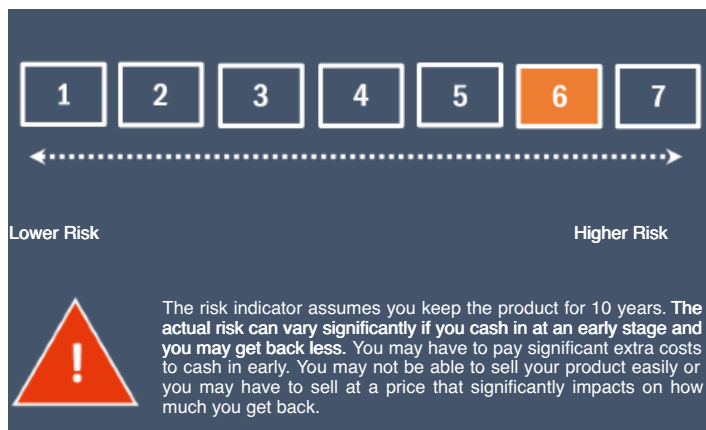 1 2 3 4 5 6 7
Lower Risk Higher Risk
!
The risk indicator assumes you keep the product for 10 years. The
actual risk can vary significantly if you cash in at an early stage and
you may get back less. You may have to pay significant extra costs
to cash in early. You may not be able to sell your product easily or
you may have to sell at a price that significantly impacts on how
much you get back.